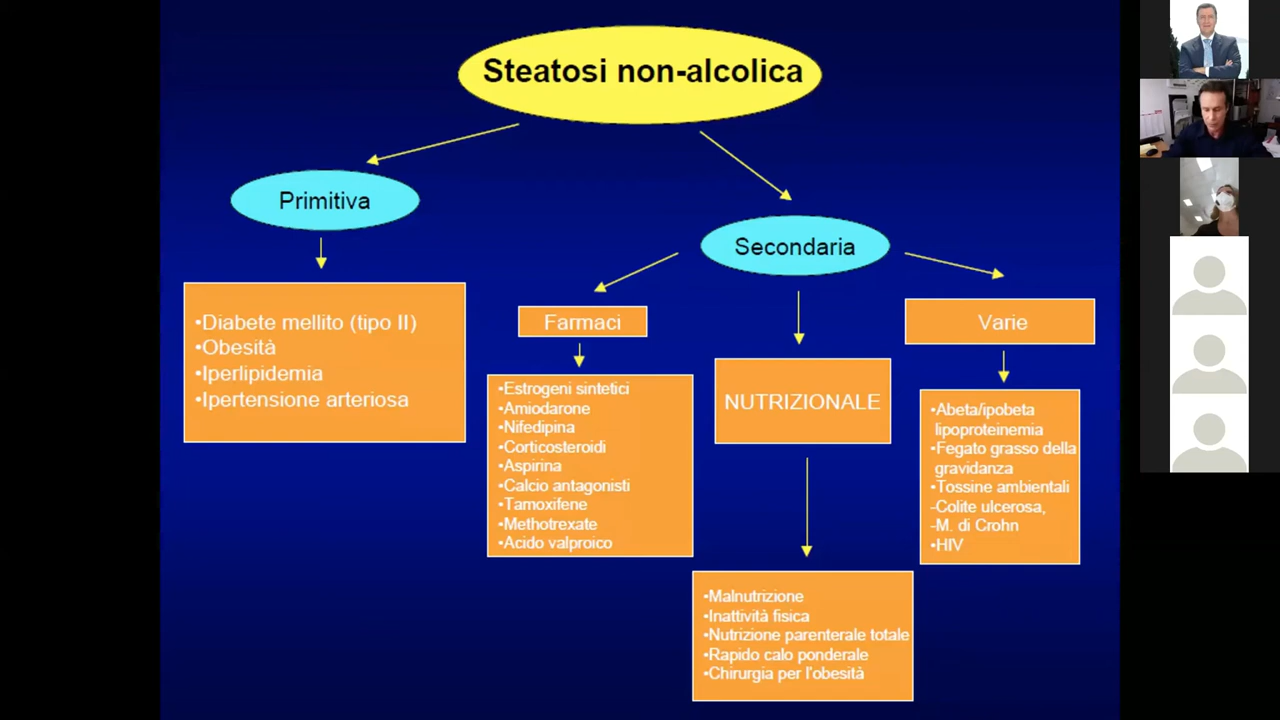 Steatosi non-alcolica
Primitiva
•Diabete mellito (tipo II)
•Obesità
•Iperlipidemia
•Ipertensione arteriosa
Secondaria
Farmaci
•Estrogeni sintetici
•Amiodarone
•Nifedipina
•Corticosteroidi
•Aspirina
•Calcio antagonisti
•Tamoxifene
•Methotrexate
•Acido valproico
NUTRIZIONALE
•Malnutrizione
•Inattività fisica
•Nutrizione parenterale totale
•Rapido calo ponderale
•Chirurgia per l'obesità
Varie
•Abeta/ipobeta
lipoproteinemia
•Fegato grasso della
gravidanza
•Tossine ambientali
-Colite ulcerosa,
-M. di Crohn
•HIV